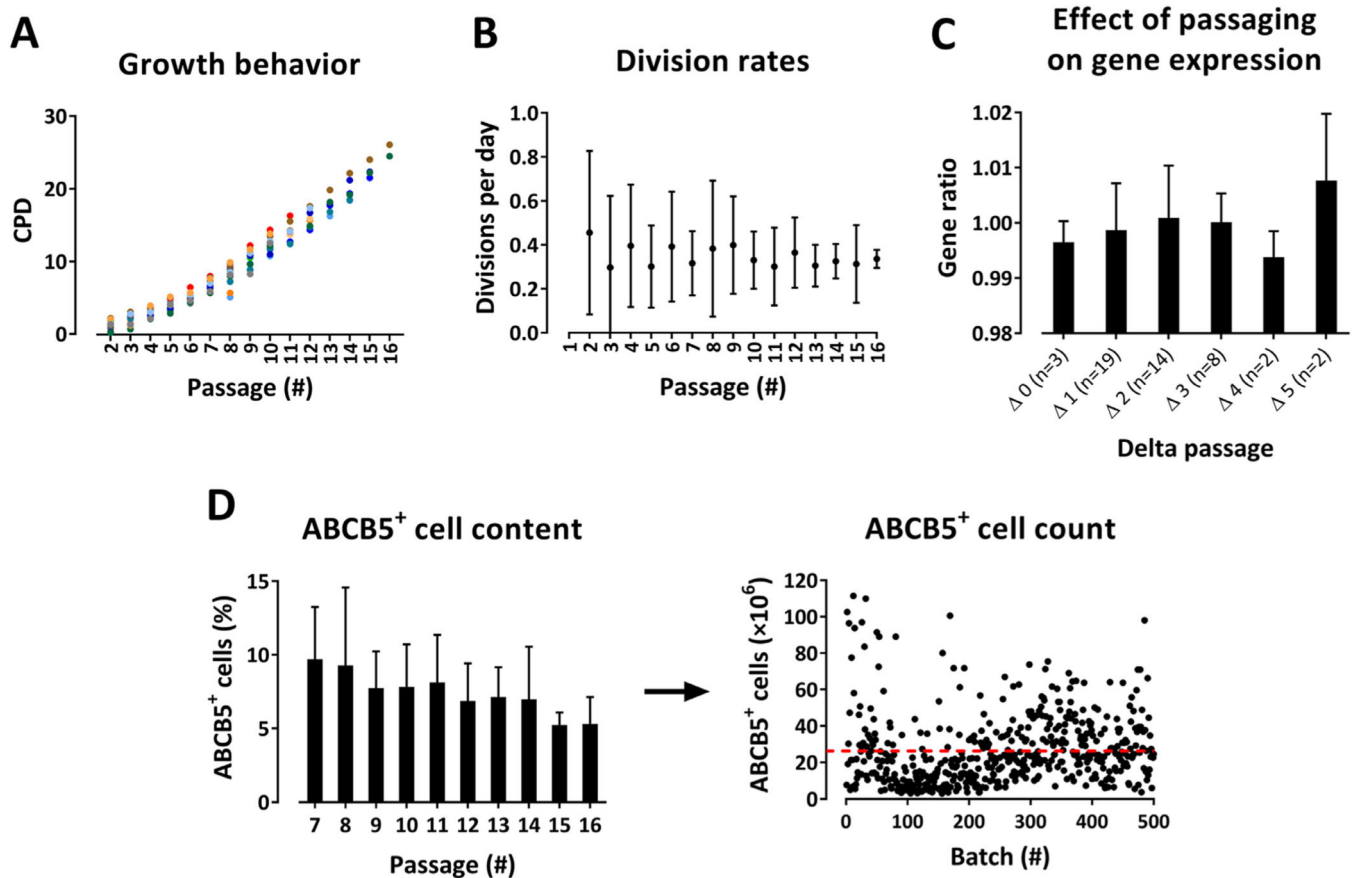 A
Growth behavior
30
20
10
0
CPD
2 3 4 5 6 7 8 9 10 11 12 13 14 15 16
Passage (#)
B
Division rates
1.0
0.8
0.6
0.4
0.2
0.0
Divisions per day
1 2 3 4 5 6 7 8 9 10 11 12 13 14 15 16
Passage (#)
C
Effect of passaging
on gene expression
1.02
1.01
1.00
0.99
0.98
Gene ratio
Δ 0 (n=3)
Δ 1 (n=19)
Δ 2 (n=14)
Δ 3 (n=8)
Δ 4 (n=2)
Δ 5 (n=2)
Delta passage
D
ABCB5⁺ cell content
15
10
5
0
ABCB5⁺ cells (%)
7 8 9 10 11 12 13 14 15 16
Passage (#)
ABCB5⁺ cell count
120
100
80
60
40
20
0
ABCB5⁺ cells (×10⁶)
0 100 200 300 400 500
Batch (#)